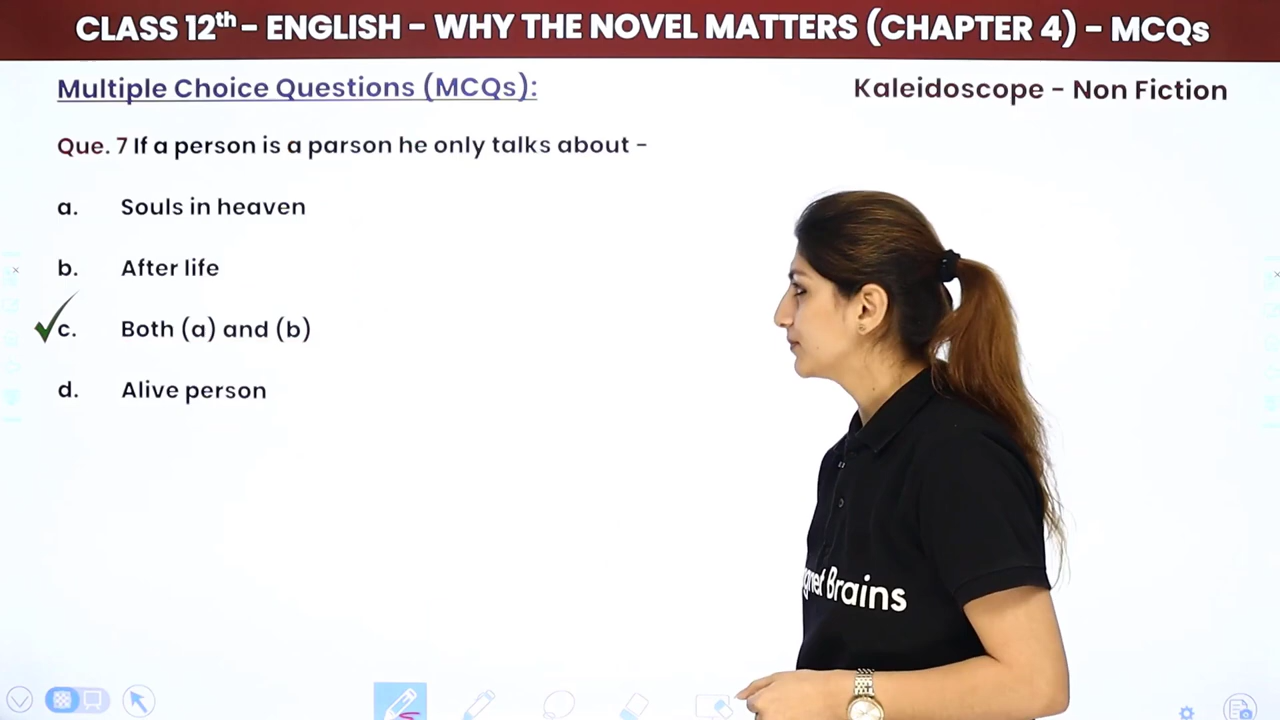 CLASS 12th - ENGLISH - WHY THE NOVEL MATTERS (CHAPTER 4) - MCQs
Multiple Choice Questions (MCQs):
Kaleidoscope - Non Fiction
Que. 7 If a person is a parson he only talks about -
a. Souls in heaven
b. After life
c. Both (a) and (b)
d. Alive person
Brains